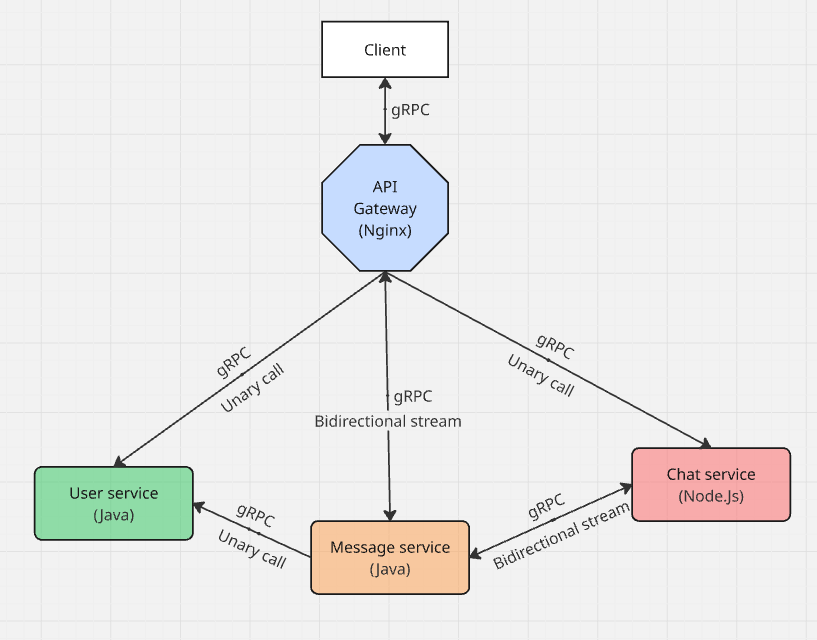 Client
gRPC
API
Gateway
(Nginx)
gRPC
Unary call
gRPC
Bidirectional stream
gRPC
Unary call
User service
(Java)
gRPC
Unary call
Message service
(Java)
gRPC
Bidirectional stream
Chat service
(Node.Js)